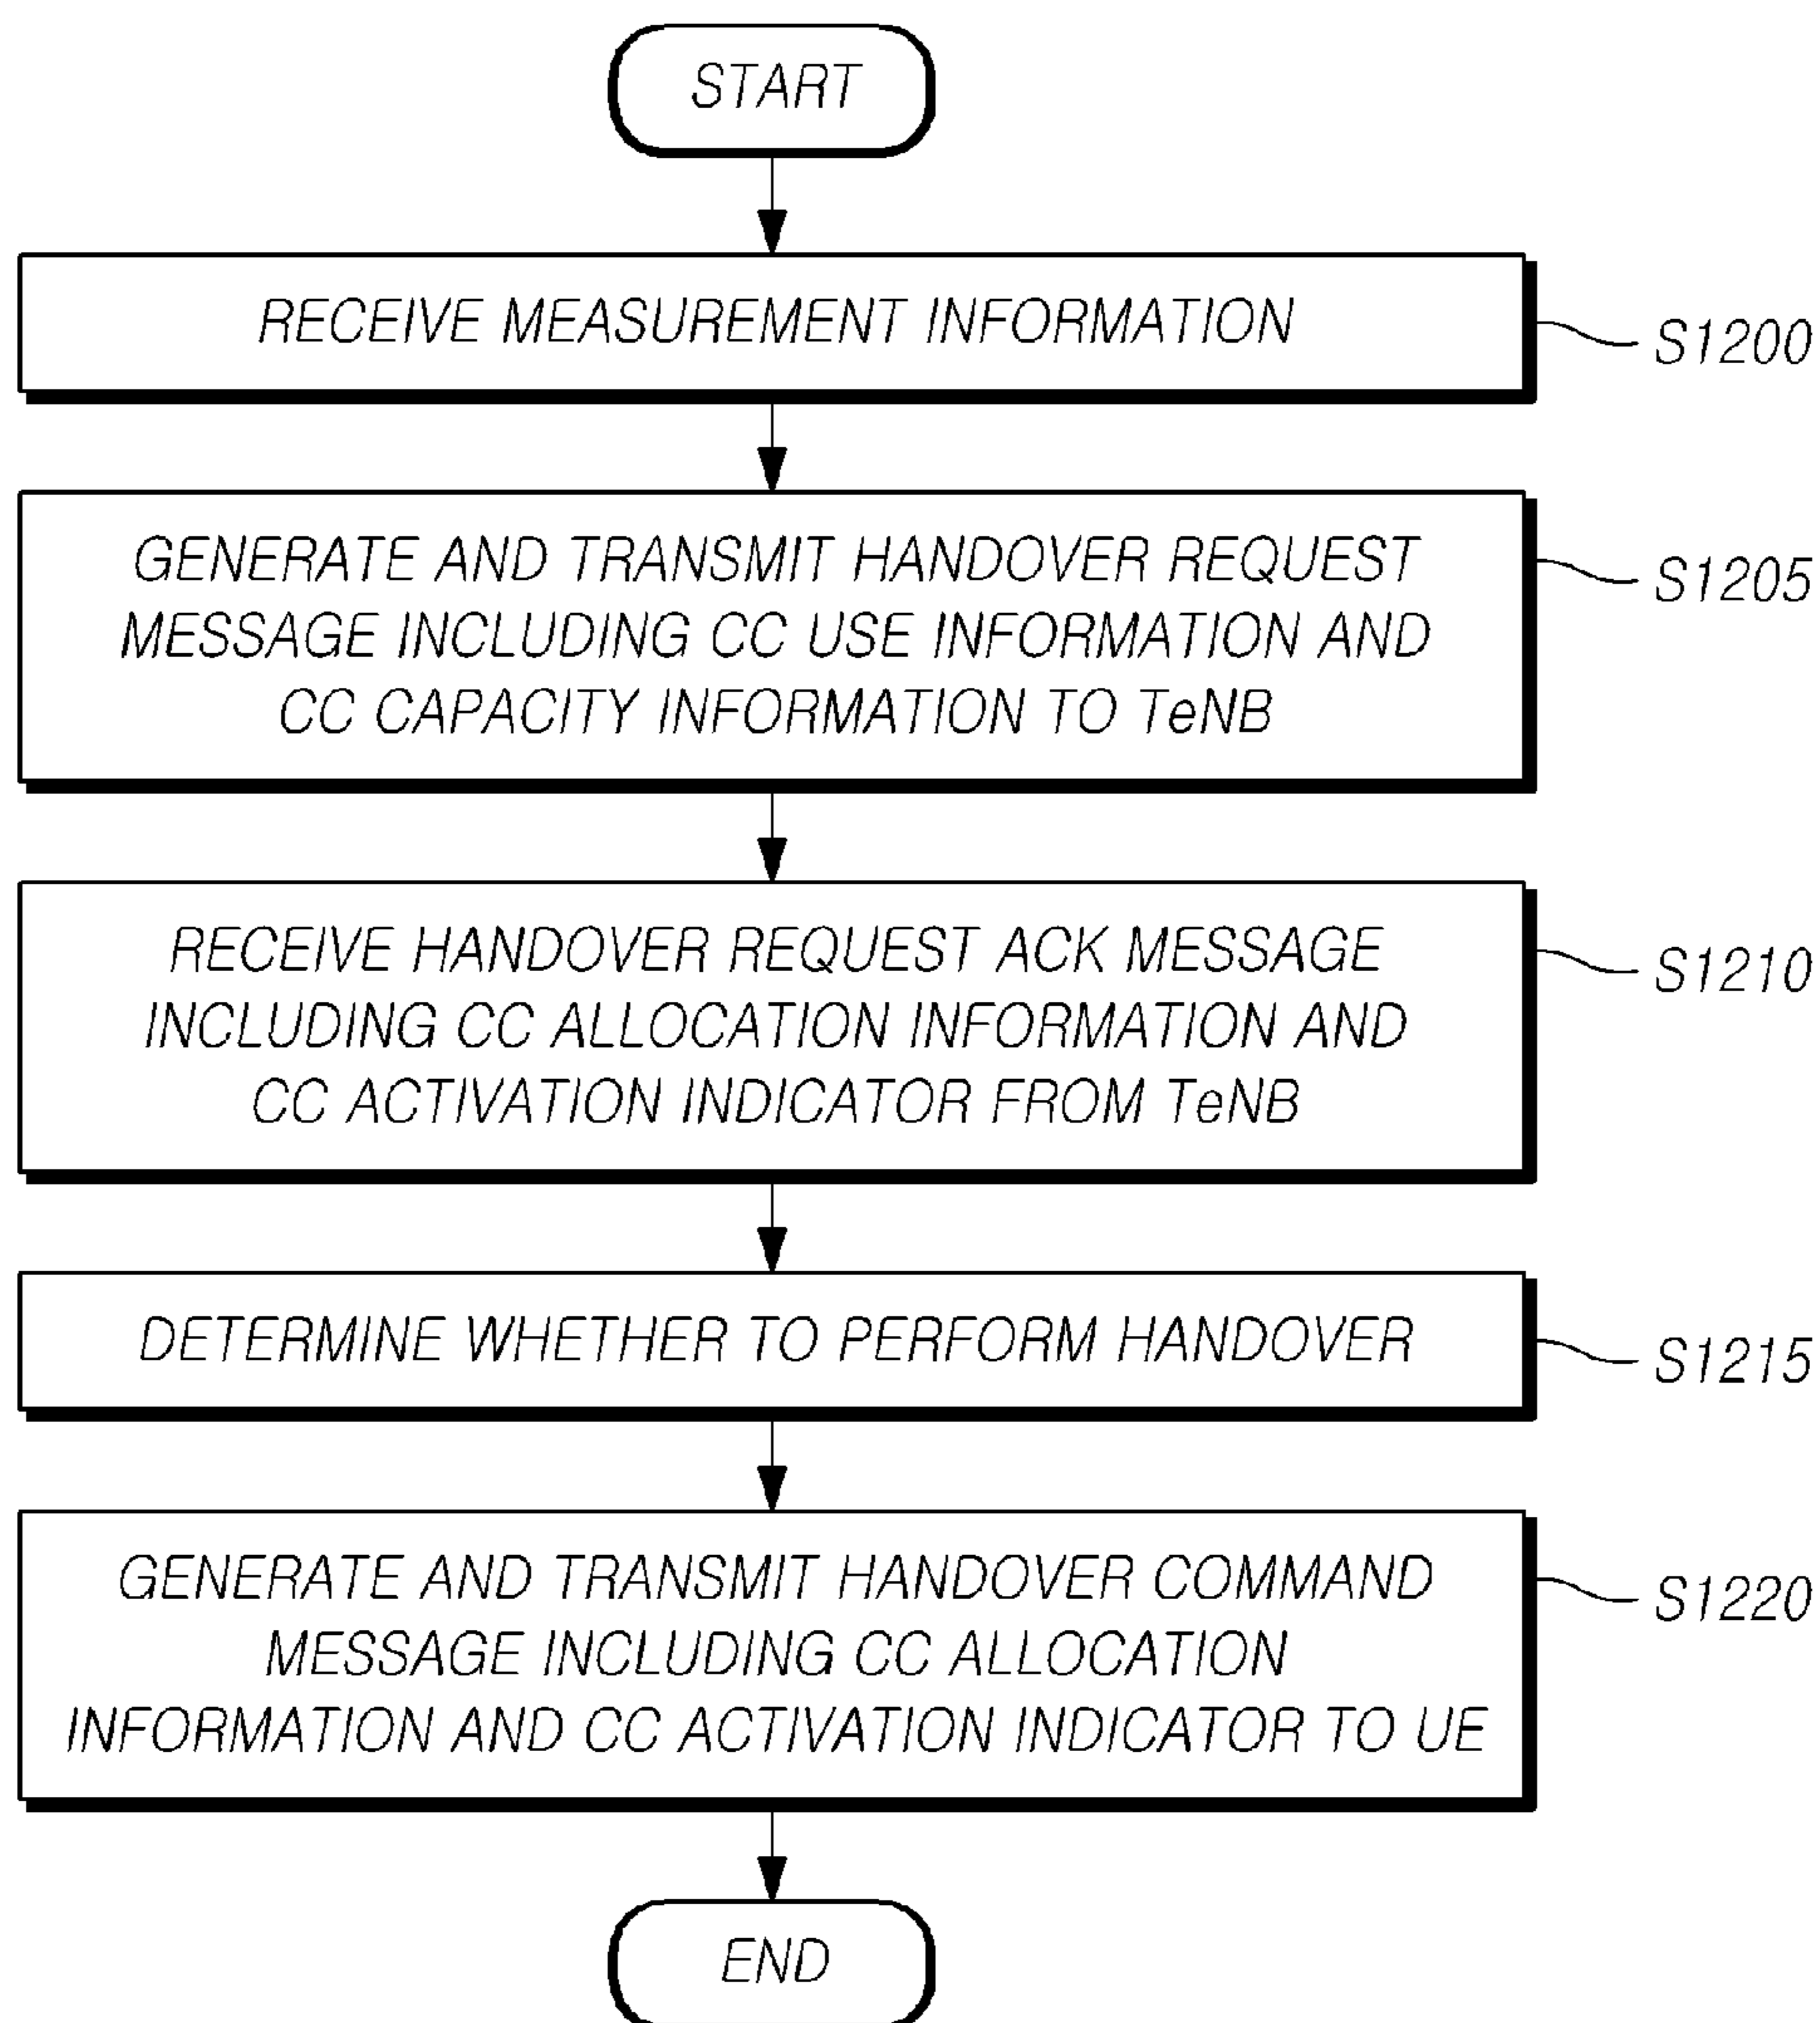 START
RECEIVE MEASUREMENT INFORMATION
S1200
GENERATE AND TRANSMIT HANDOVER REQUEST
MESSAGE INCLUDING CC USE INFORMATION AND
CC CAPACITY INFORMATION TO TeNB
S1205
RECEIVE HANDOVER REQUEST ACK MESSAGE
INCLUDING CC ALLOCATION INFORMATION AND
CC ACTIVATION INDICATOR FROM TeNB
S1210
DETERMINE WHETHER TO PERFORM HANDOVER
S1215
GENERATE AND TRANSMIT HANDOVER COMMAND
MESSAGE INCLUDING CC ALLOCATION
INFORMATION AND CC ACTIVATION INDICATOR TO UE
S1220
END